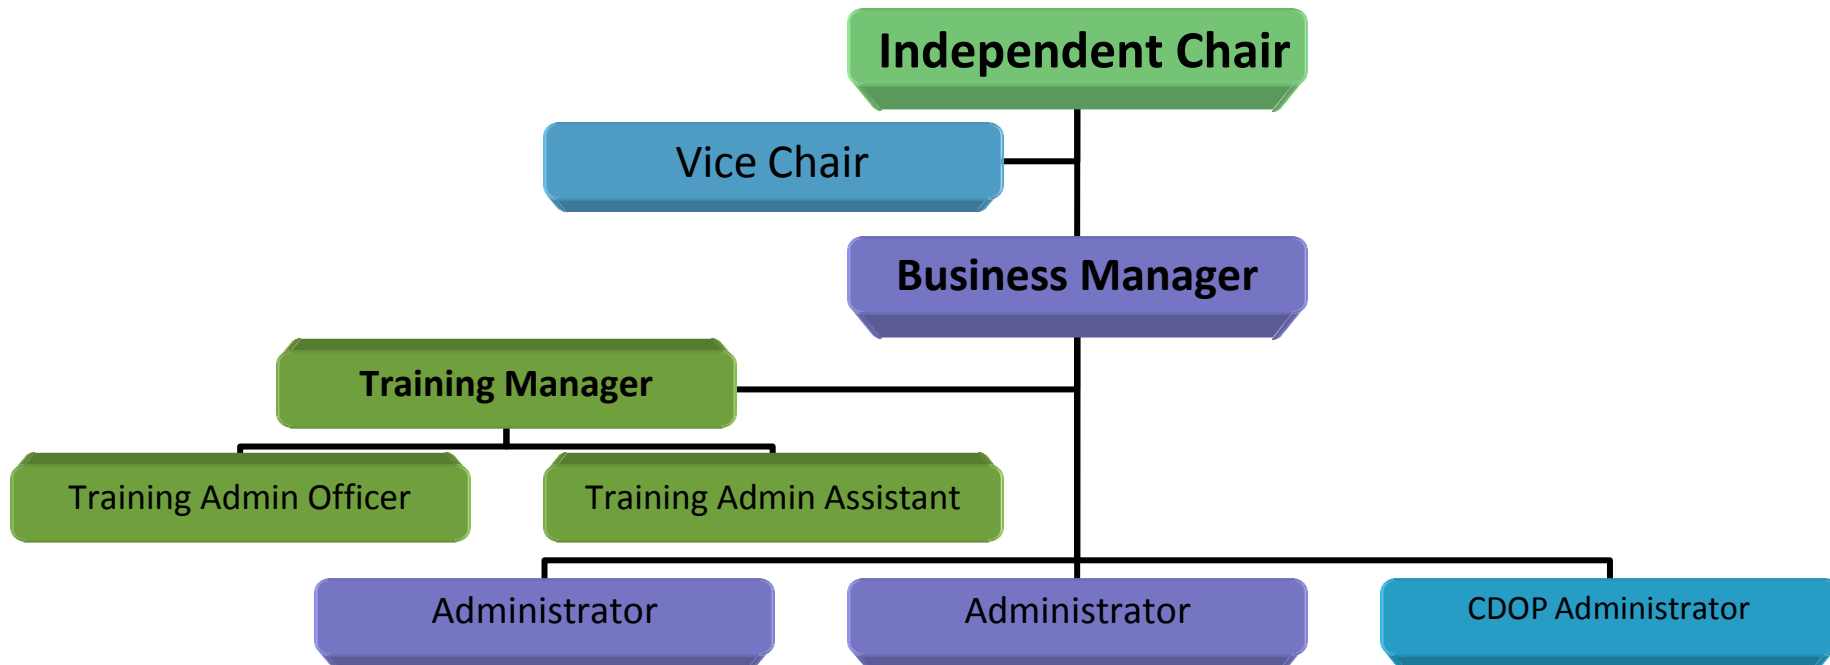 Independent Chair
Vice Chair
Business Manager
Training Manager
Training Admin Officer
Training Admin Assistant
Administrator
Administrator
CDOP Administrator